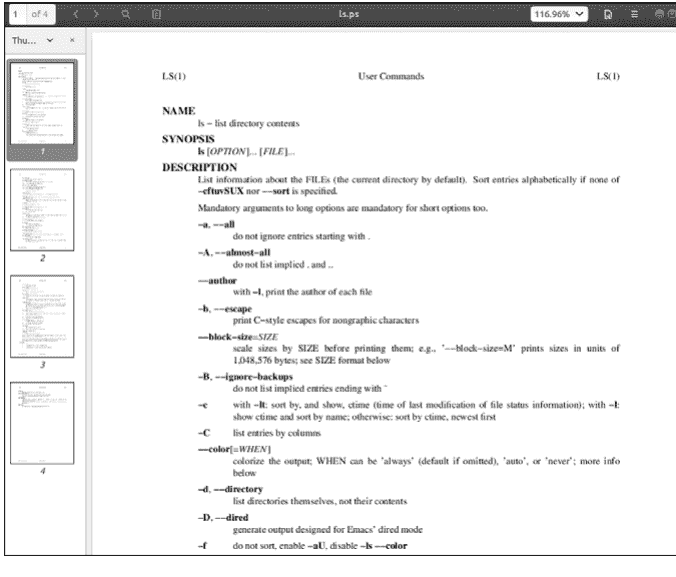 1 of 4 ls.ps 116.96%
Thu...
LS(1) User Commands LS(1)
NAME
ls − list directory contents
SYNOPSIS
ls [OPTION]... [FILE]...
DESCRIPTION
List information about the FILEs (the current directory by default). Sort entries alphabetically if none of
−cftuvSUX nor −−sort is specified.
Mandatory arguments to long options are mandatory for short options too.
−a, −−all
do not ignore entries starting with .
−A, −−almost−all
do not list implied . and ..
−−author
with −l, print the author of each file
−b, −−escape
print C−style escapes for nongraphic characters
−−block−size=SIZE
scale sizes by SIZE before printing them; e.g., '−−block−size=M' prints sizes in units of
1,048,576 bytes; see SIZE format below
−B, −−ignore−backups
do not list implied entries ending with ~
−c with −lt: sort by, and show, ctime (time of last modification of file status information); with −l:
show ctime and sort by name; otherwise: sort by ctime, newest first
−C list entries by columns
−−color[=WHEN]
colorize the output; WHEN can be 'always' (default if omitted), 'auto', or 'never'; more info
below
−d, −−directory
list directories themselves, not their contents
−D, −−dired
generate output designed for Emacs' dired mode
−f do not sort, enable −aU, disable −ls −−color
1
2
3
4